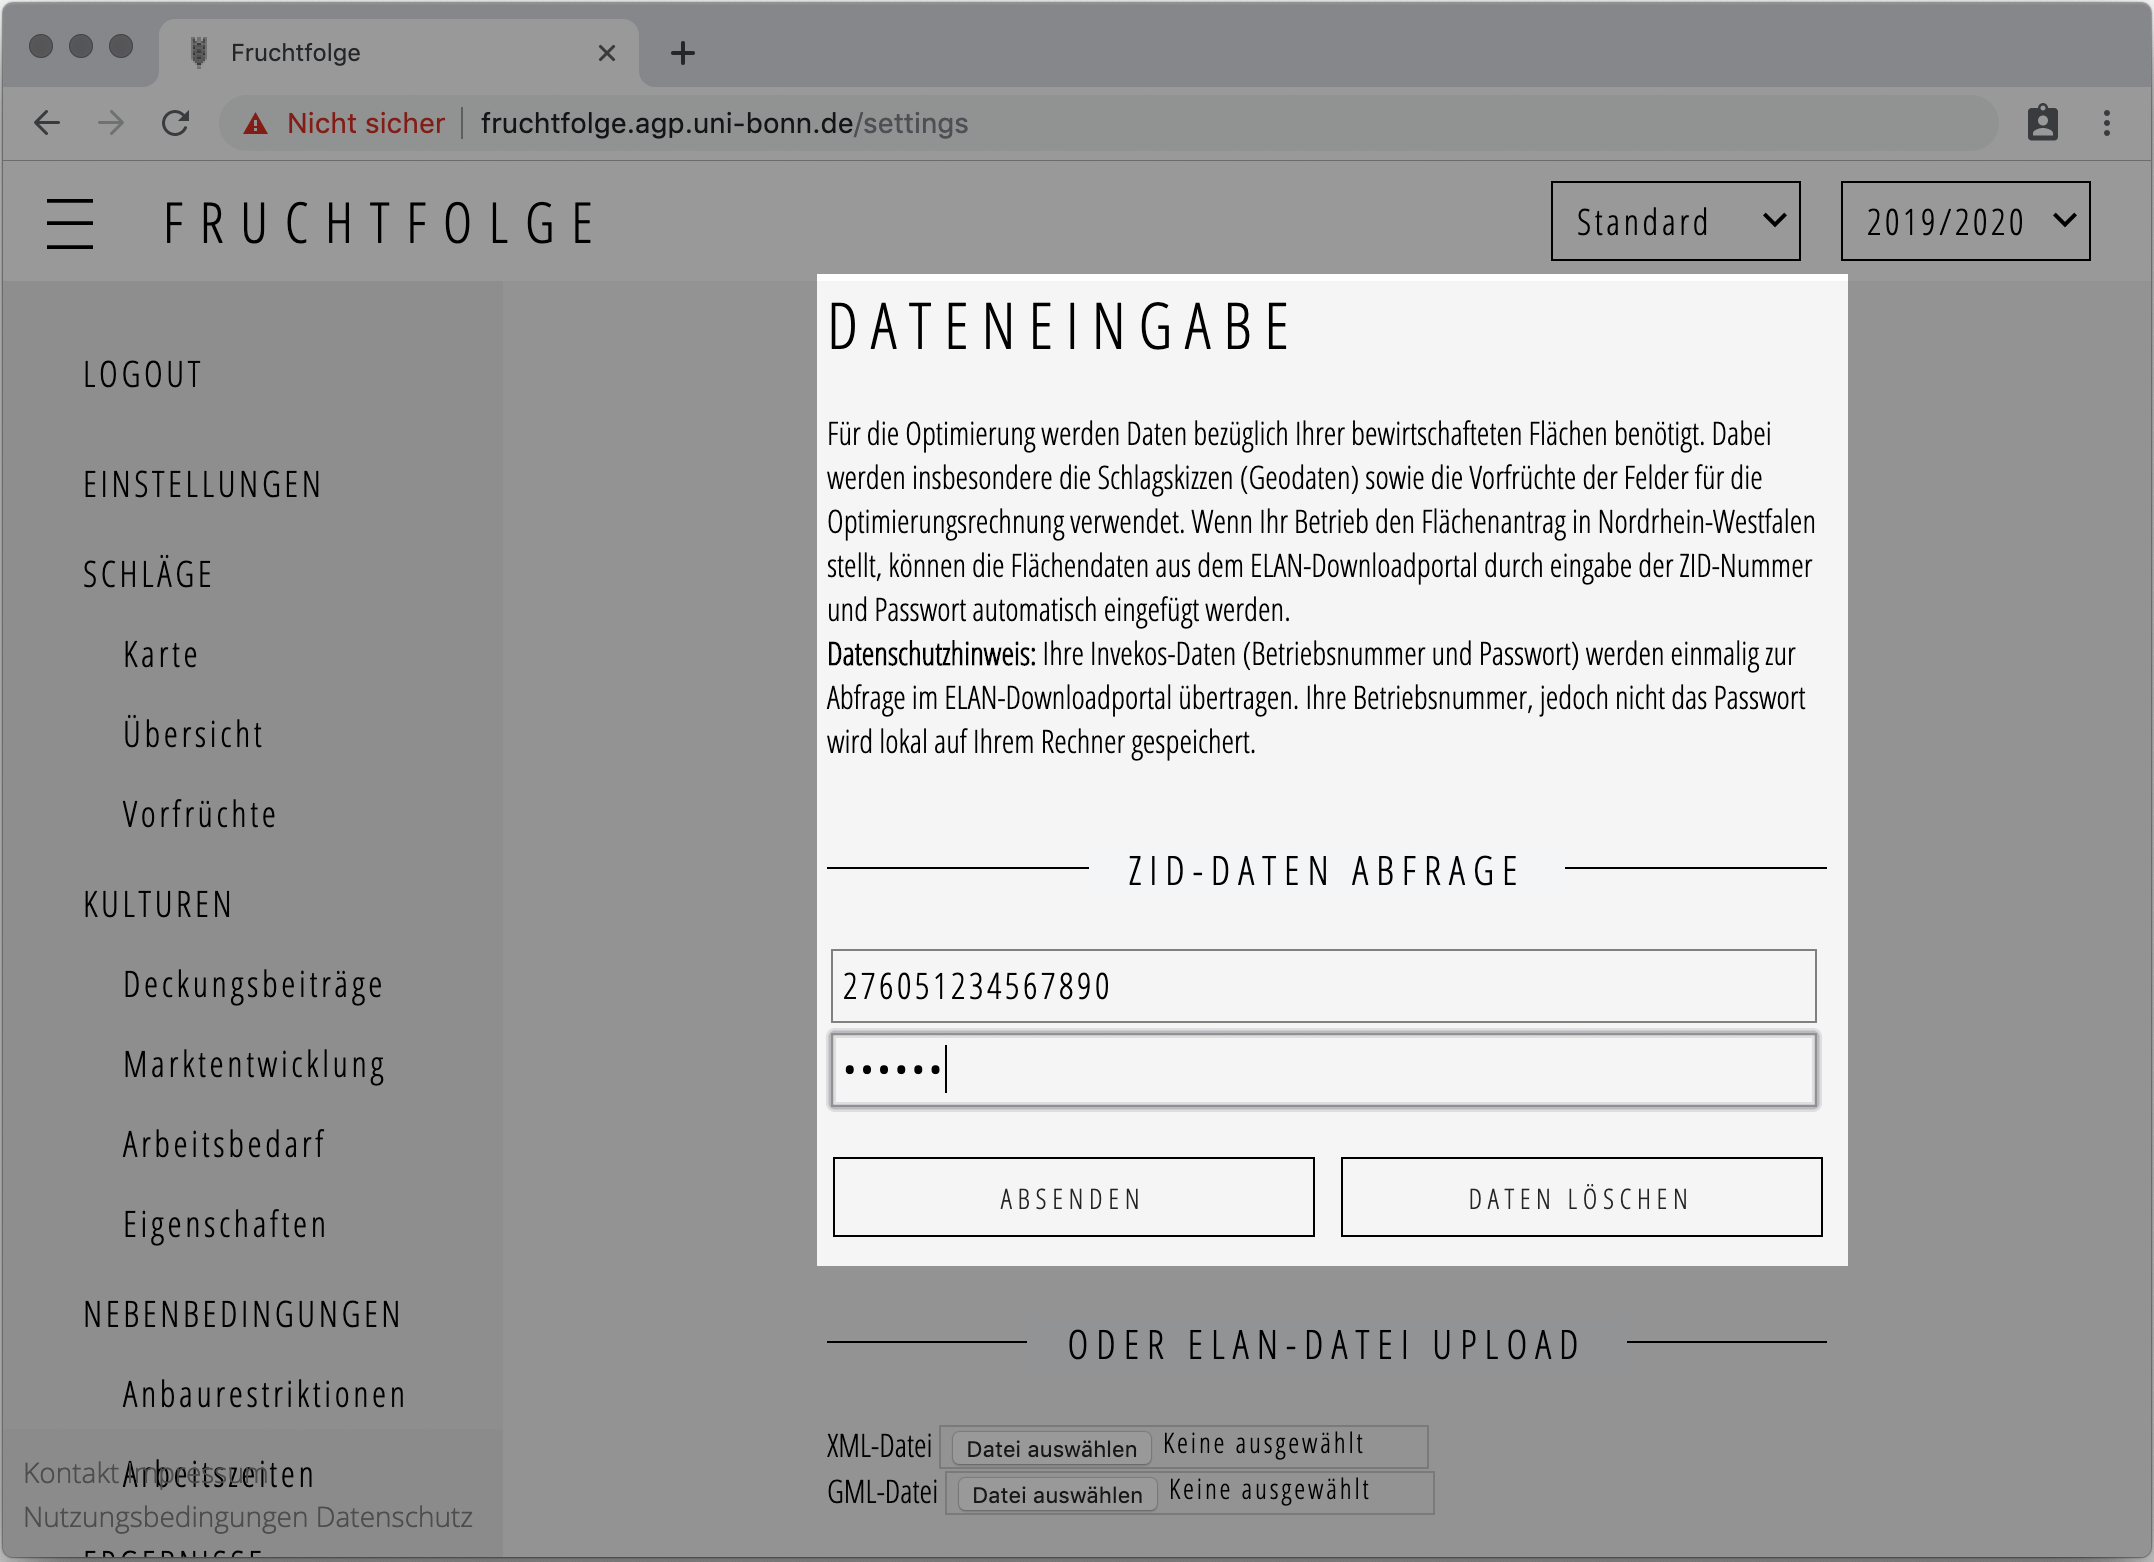 Fruchtfolge
Nicht sicher fruchtfolge.agp.uni-bonn.de/settings
FRUCHTFOLGE
Standard
2019/2020
LOGOUT
EINSTELLUNGEN
SCHLÄGE
Karte
Übersicht
Vorfrüchte
KULTUREN
Deckungsbeiträge
Marktentwicklung
Arbeitsbedarf
Eigenschaften
NEBENBEDINGUNGEN
Anbaurestriktionen
Arbeitszeiten
Kontakt Impressum
Nutzungsbedingungen Datenschutz
ERGEBNISSE
DATENEINGABE
Für die Optimierung werden Daten bezüglich Ihrer bewirtschafteten Flächen benötigt. Dabei
werden insbesondere die Schlagskizzen (Geodaten) sowie die Vorfrüchte der Felder für die
Optimierungsrechnung verwendet. Wenn Ihr Betrieb den Flächenantrag in Nordrhein-Westfalen
stellt, können die Flächendaten aus dem ELAN-Downloadportal durch eingabe der ZID-Nummer
und Passwort automatisch eingefügt werden.
Datenschutzhinweis: Ihre Invekos-Daten (Betriebsnummer und Passwort) werden einmalig zur
Abfrage im ELAN-Downloadportal übertragen. Ihre Betriebsnummer, jedoch nicht das Passwort
wird lokal auf Ihrem Rechner gespeichert.
ZID-DATEN ABFRAGE
276051234567890
••••••
ABSENDEN
DATEN LÖSCHEN
ODER ELAN-DATEI UPLOAD
XML-Datei Datei auswählen Keine ausgewählt
GML-Datei Datei auswählen Keine ausgewählt